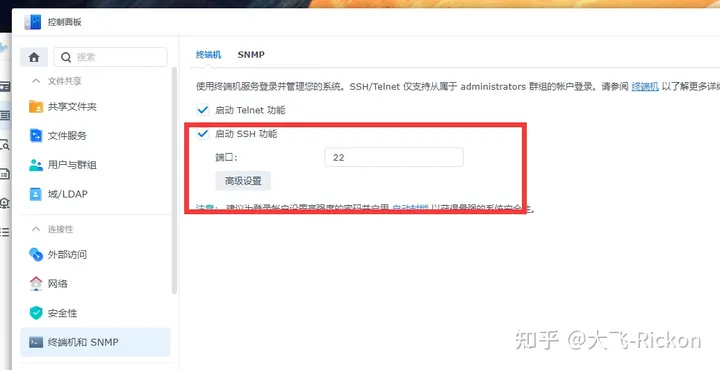 控制面板
搜索
文件共享
共享文件夹
文件服务
用户与群组
域/LDAP
连接性
外部访问
网络
安全性
终端机和 SNMP
终端机 SNMP
使用终端机服务登录并管理您的系统。SSH/Telnet 仅支持从属于 administrators 群组的帐户登录。请参阅 终端机 以了解更多详
启动 Telnet 功能
启动 SSH 功能
端口: 22
高级设置
注意: 建议为登录帐户设置高强度的密码并启用 自动封锁 以获得最强的系统安全性。
知乎 @大飞-Rickon